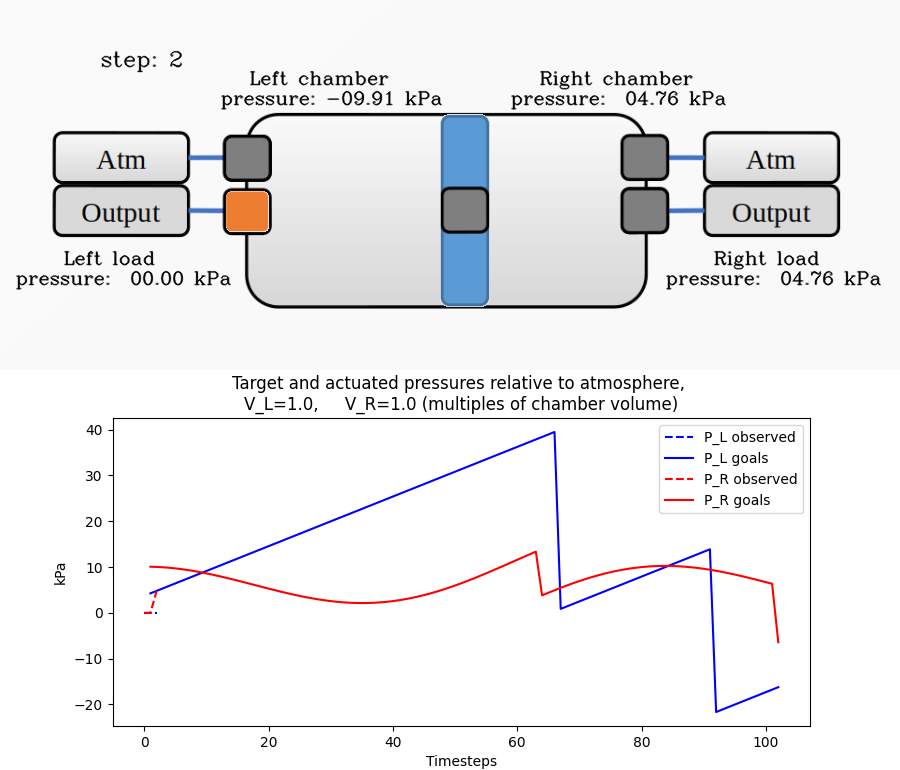 step: 2
Left chamber
pressure: −09.91 kPa
Right chamber
pressure: 04.76 kPa
Atm
Output
Atm
Output
Left load
pressure: 00.00 kPa
Right load
pressure: 04.76 kPa
Target and actuated pressures relative to atmosphere,
V_L=1.0, V_R=1.0 (multiples of chamber volume)
P_L observed
P_L goals
P_R observed
P_R goals
40
30
20
10
0
−10
−20
kPa
0 20 40 60 80 100
Timesteps